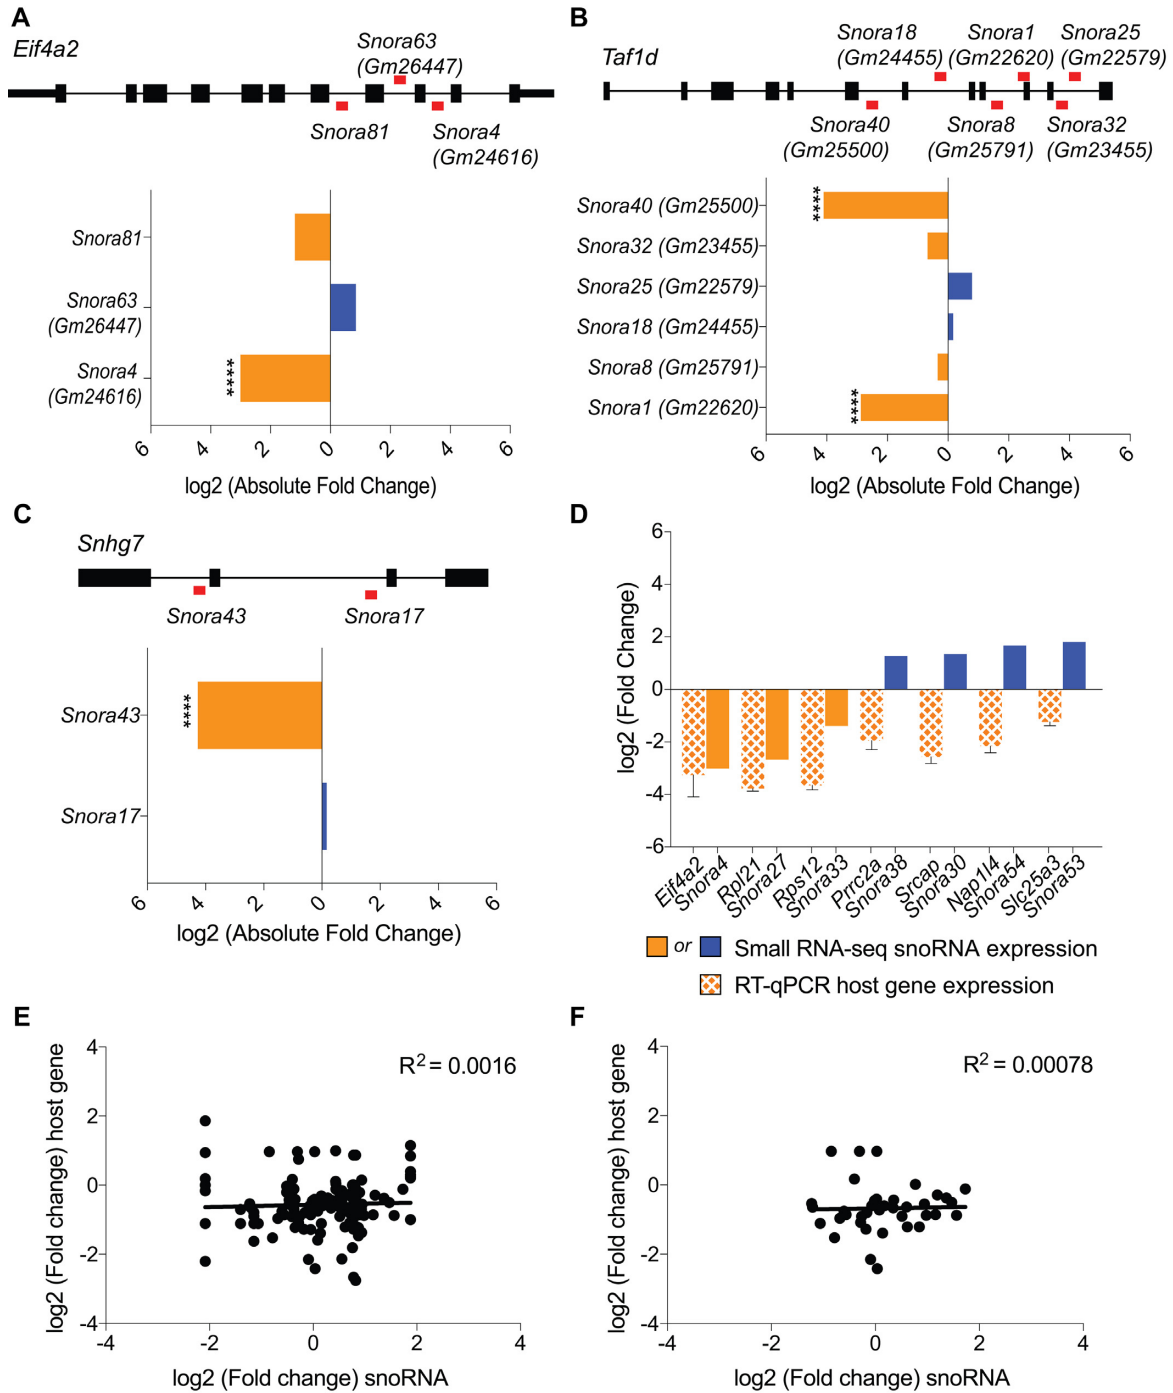 A
Eif4a2
Snora63
(Gm26447)
Snora81
Snora4
(Gm24616)
Snora81
Snora63
(Gm26447)
Snora4
(Gm24616)
****
6 4 2 0 2 4 6
log2 (Absolute Fold Change)
B
Taf1d
Snora18
(Gm24455)
Snora1
(Gm22620)
Snora25
(Gm22579)
Snora40
(Gm25500)
Snora8
(Gm25791)
Snora32
(Gm23455)
Snora40 (Gm25500)
****
Snora32 (Gm23455)
Snora25 (Gm22579)
Snora18 (Gm24455)
Snora8 (Gm25791)
Snora1 (Gm22620)
****
6 4 2 0 2 4 6
log2 (Absolute Fold Change)
C
Snhg7
Snora43
Snora17
Snora43
****
Snora17
6 4 2 0 2 4 6
log2 (Absolute Fold Change)
D
log2 (Fold Change)
6
4
2
0
-2
-4
-6
Eif4a2
Snora4
Rpl21
Snora27
Rps12
Snora33
Prrc2a
Snora38
Srcap
Snora30
Nap1l4
Snora54
Slc25a3
Snora53
or Small RNA-seq snoRNA expression
RT-qPCR host gene expression
E
log2 (Fold change) host gene
4
2
0
-2
-4
R2 = 0.0016
-2 0 2 4
log2 (Fold change) snoRNA
F
log2 (Fold change) host gene
4
2
0
-2
-4
R2 = 0.00078
-4 -2 0 2 4
log2 (Fold change) snoRNA